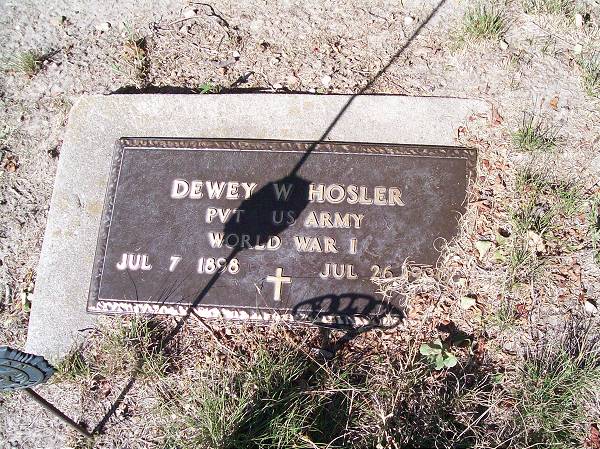 DEWEY W HOSLER
PVT US ARMY
WORLD WAR I
JUL 7 1898 JUL 26